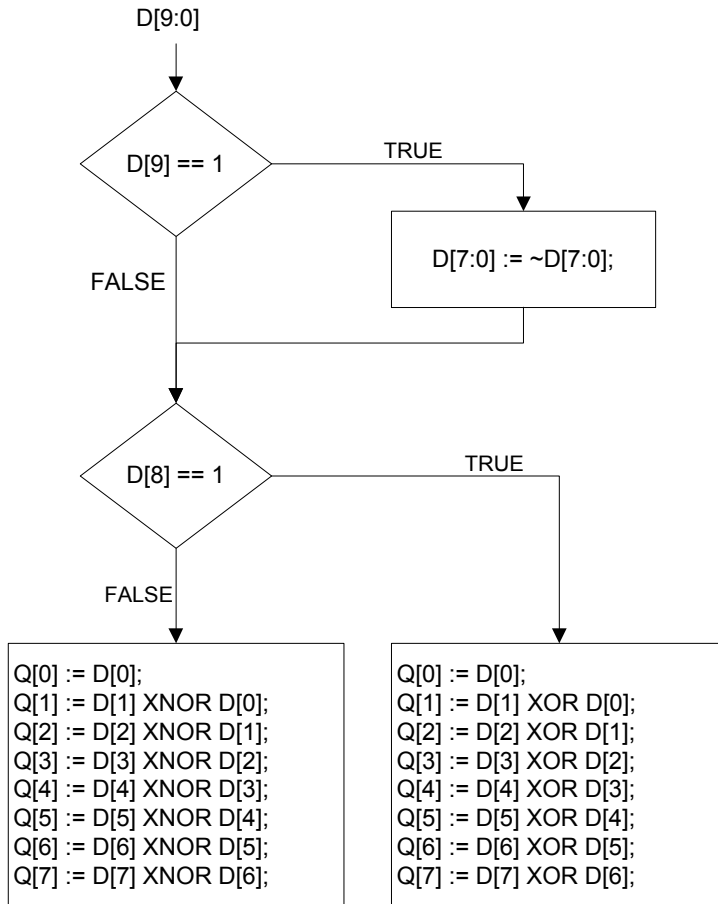 D[9:0]
D[9] == 1
TRUE
D[7:0] := ~D[7:0];
FALSE
D[8] == 1
TRUE
FALSE
Q[0] := D[0];
Q[1] := D[1] XNOR D[0];
Q[2] := D[2] XNOR D[1];
Q[3] := D[3] XNOR D[2];
Q[4] := D[4] XNOR D[3];
Q[5] := D[5] XNOR D[4];
Q[6] := D[6] XNOR D[5];
Q[7] := D[7] XNOR D[6];
Q[0] := D[0];
Q[1] := D[1] XOR D[0];
Q[2] := D[2] XOR D[1];
Q[3] := D[3] XOR D[2];
Q[4] := D[4] XOR D[3];
Q[5] := D[5] XOR D[4];
Q[6] := D[6] XOR D[5];
Q[7] := D[7] XOR D[6];